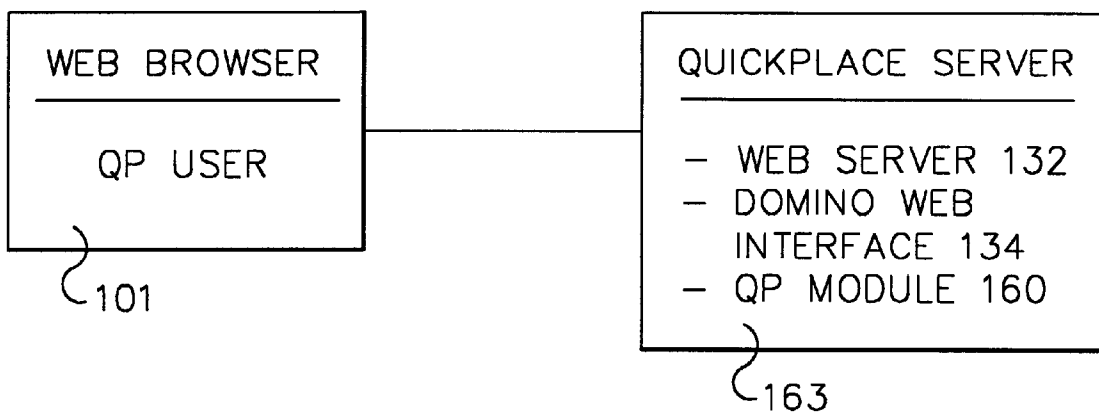 WEB BROWSER
QP USER
101
QUICKPLACE SERVER
– WEB SERVER 132
– DOMINO WEB
INTERFACE 134
– QP MODULE 160
163